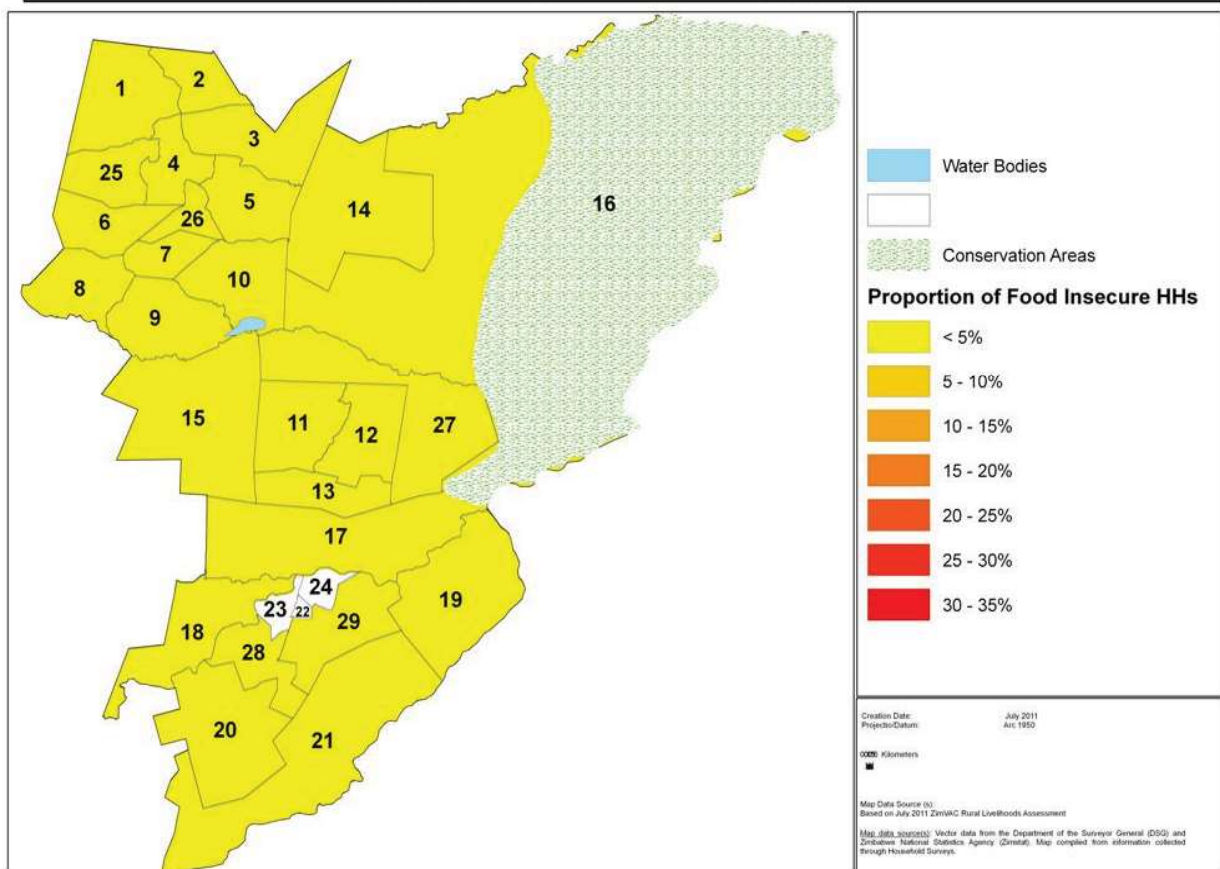 1
2
3
4
25
5
6
26
7
14
16
8
10
9
15
11
12
27
13
17
24
23
22
18
19
29
28
20
21
Water Bodies
Conservation Areas
Proportion of Food Insecure HHs
< 5%
5 - 10%
10 - 15%
15 - 20%
20 - 25%
25 - 30%
30 - 35%
Creation Date: July 2011
Projectio/Datum: Arc 1950
Kilometers
Map Data Source (s):
Based on July 2011 ZimVAC Rural Livelihoods Assessment
Map data source(s): Vector data from the Department of the Surveyor General (DSG) and
Zimbabwe National Statistics Agency (Zimstat). Map compiled from information collected
through Household Surveys.